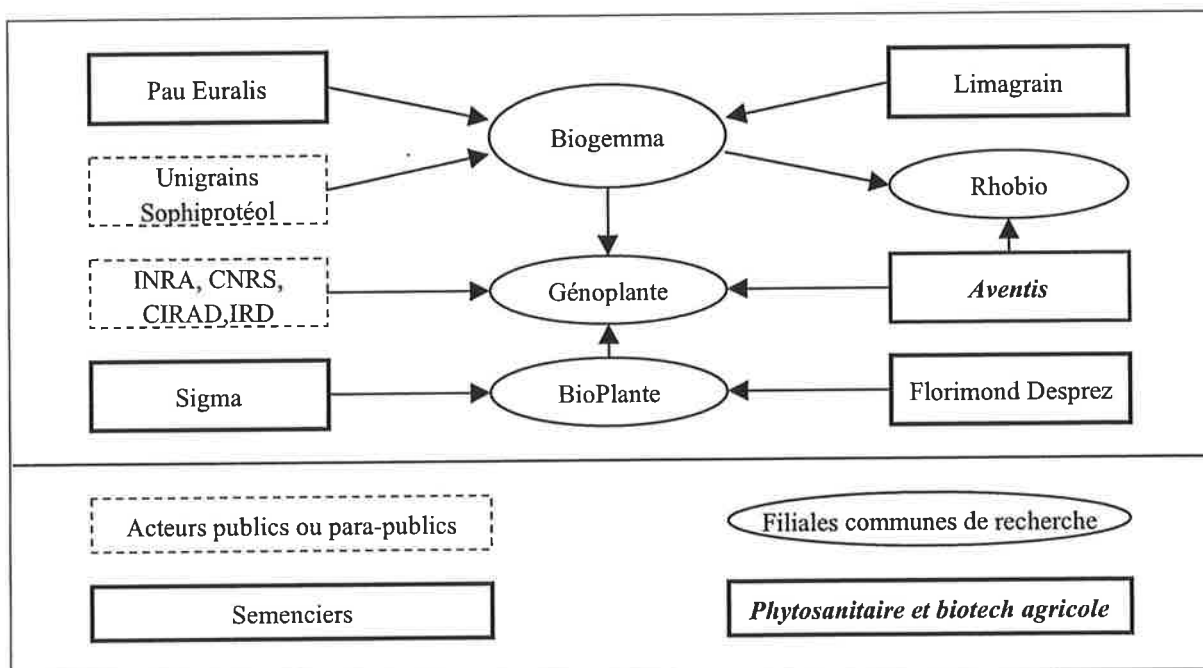 Pau Euralis
Limagrain
Biogemma
Unigrains
Sophiprotéol
Rhobio
INRA, CNRS,
CIRAD,IRD
Génoplante
Aventis
Sigma
BioPlante
Florimond Desprez
Acteurs publics ou para-publics
Filiales communes de recherche
Semenciers
Phytosanitaire et biotech agricole